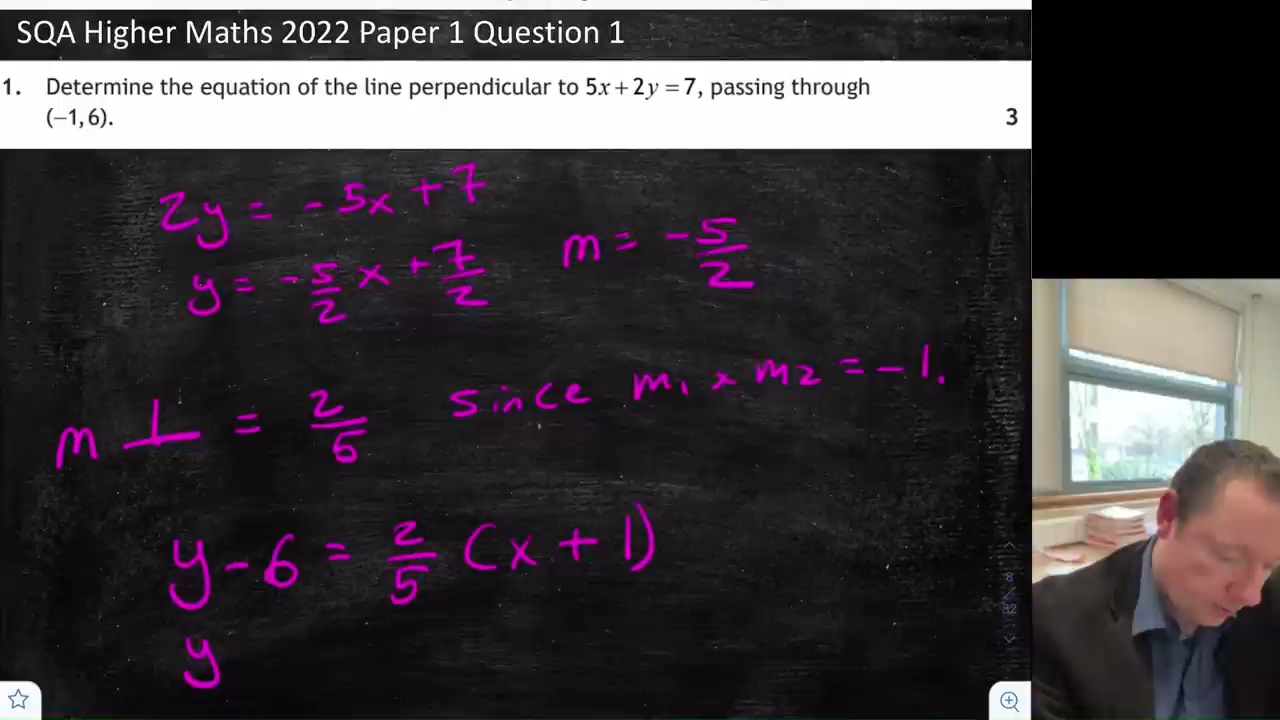 SQA Higher Maths 2022 Paper 1 Question 1
1. Determine the equation of the line perpendicular to 5x + 2y = 7, passing through
(−1, 6). 3
2y = -5x + 7
y = -5/2 x + 7/2 m = -5/2
m⊥ = 2/5 since m₁ × m₂ = -1.
y - 6 = 2/5 (x + 1)
y